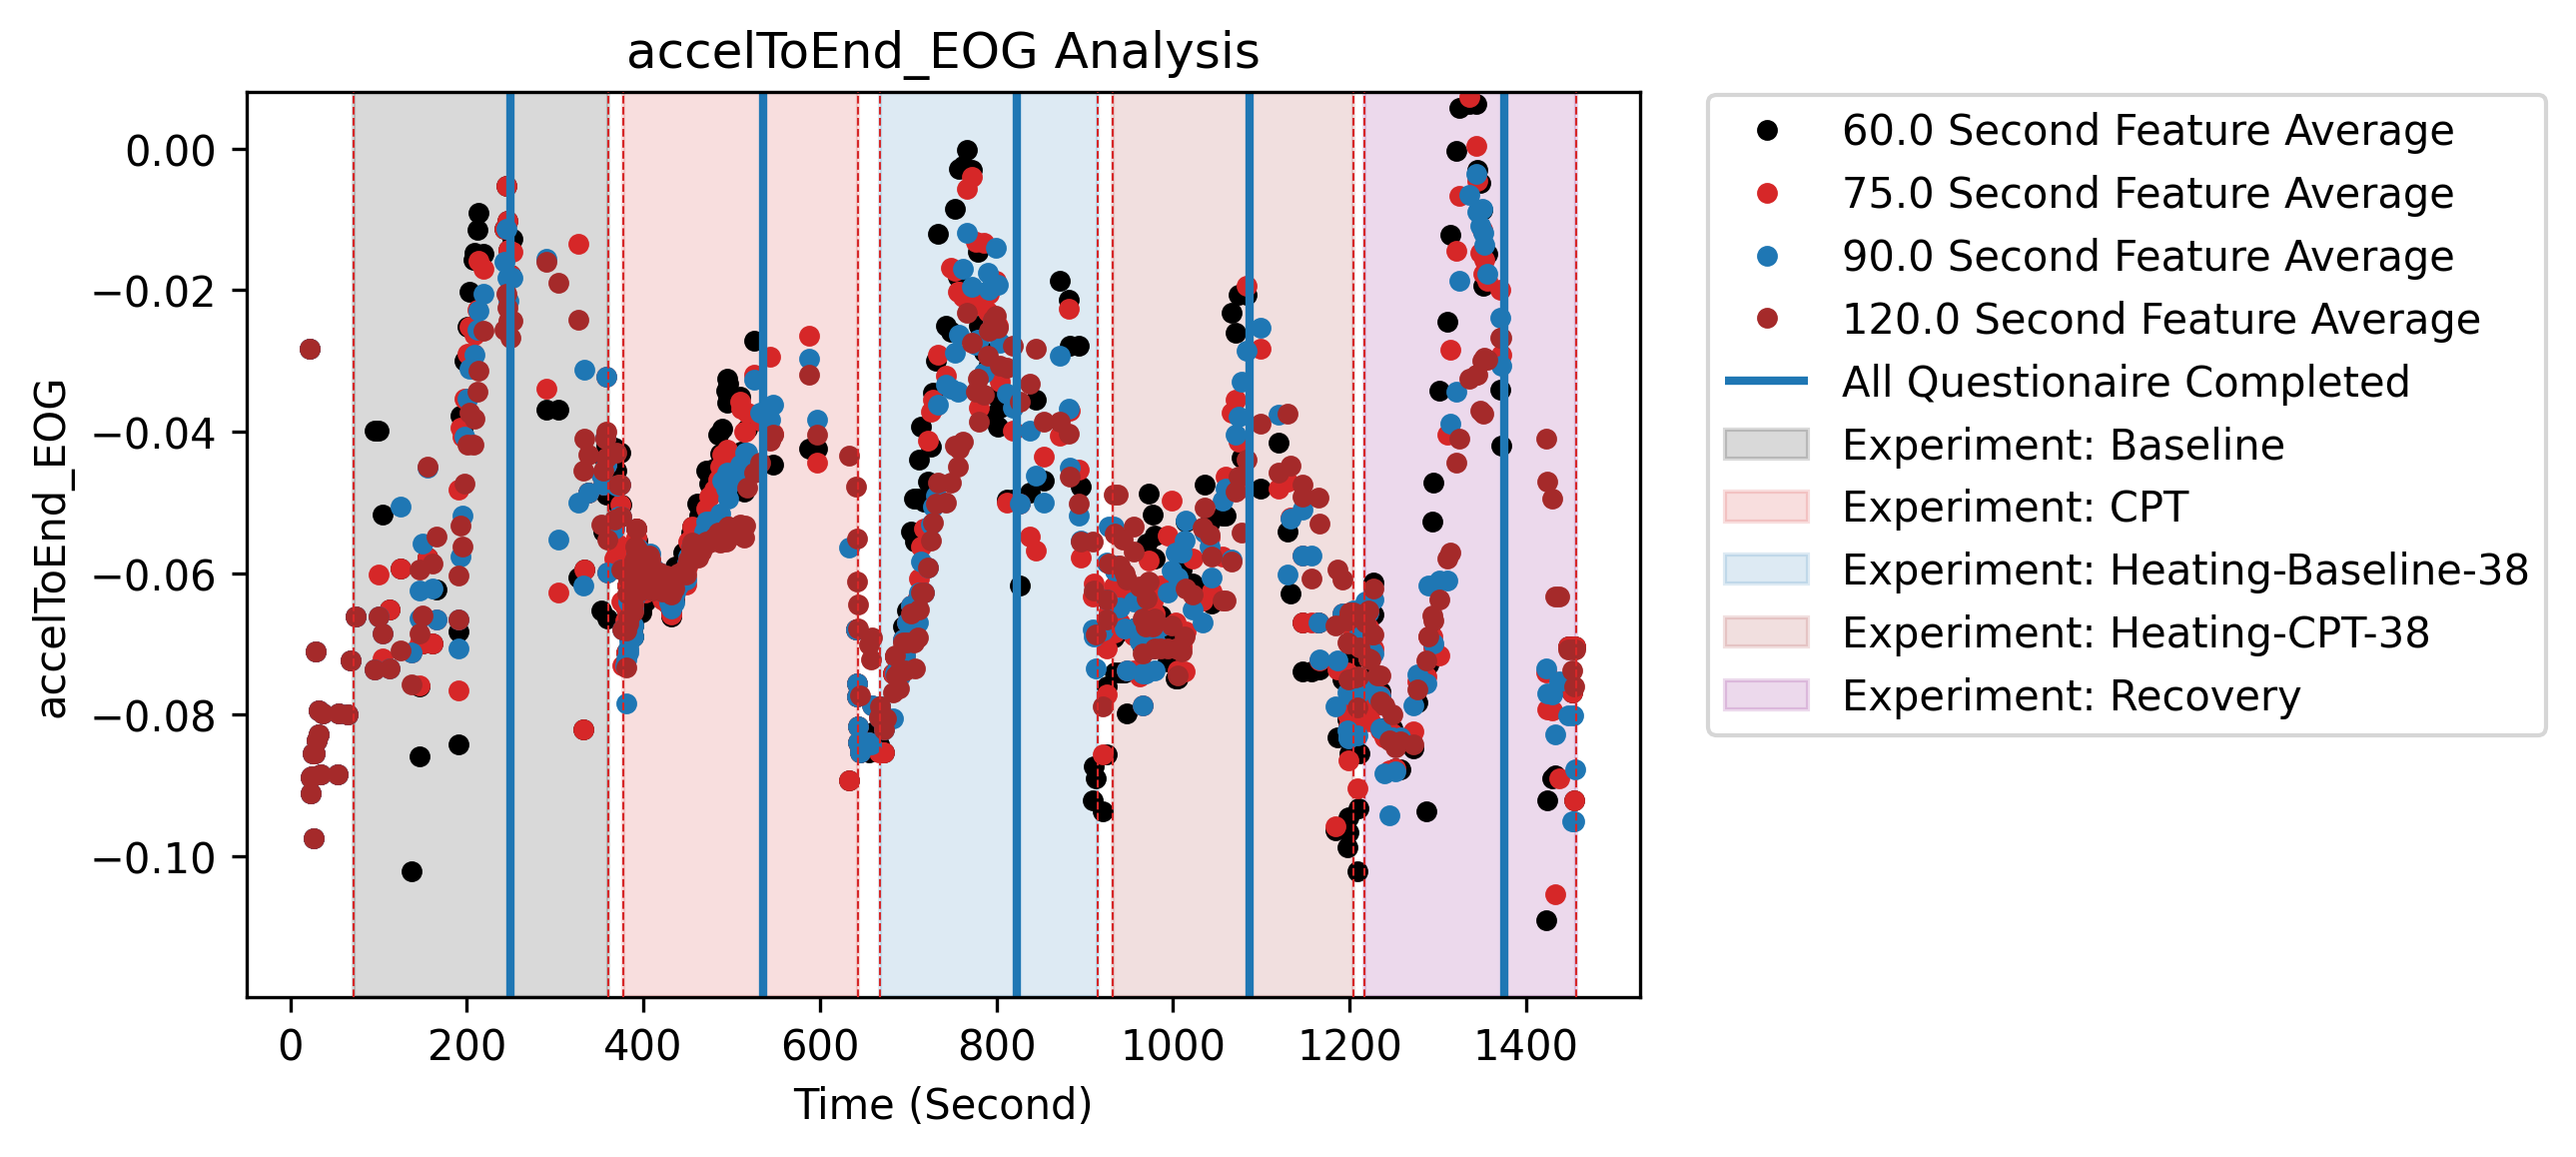 accelToEnd_EOG Analysis
0.00
−0.02
−0.04
−0.06
−0.08
−0.10
accelToEnd_EOG
0 200 400 600 800 1000 1200 1400
Time (Second)
60.0 Second Feature Average
75.0 Second Feature Average
90.0 Second Feature Average
120.0 Second Feature Average
All Questionaire Completed
Experiment: Baseline
Experiment: CPT
Experiment: Heating-Baseline-38
Experiment: Heating-CPT-38
Experiment: Recovery